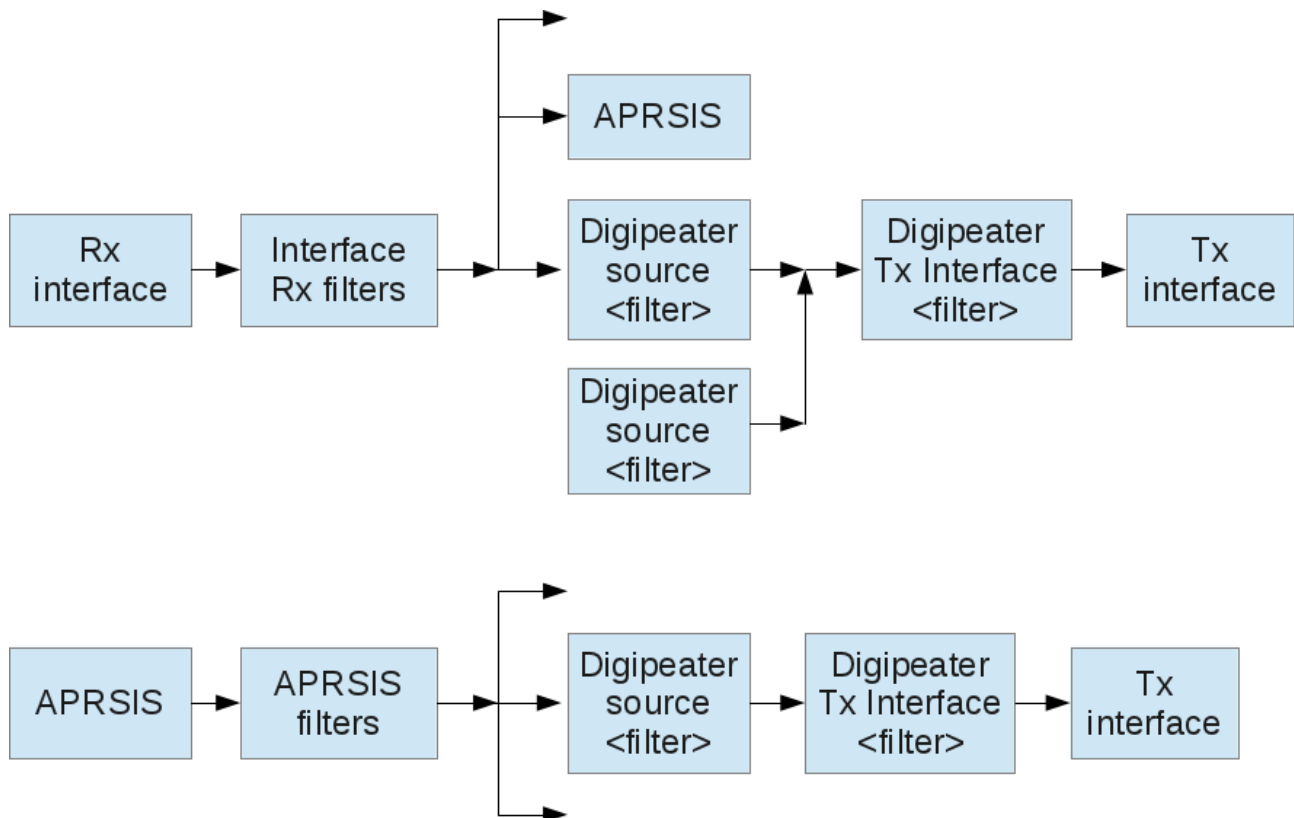 APRSIS
Rx
interface
Interface
Rx filters
Digipeater
source
<filter>
Digipeater
Tx Interface
<filter>
Tx
interface
Digipeater
source
<filter>
APRSIS
APRSIS
filters
Digipeater
source
<filter>
Digipeater
Tx Interface
<filter>
Tx
interface